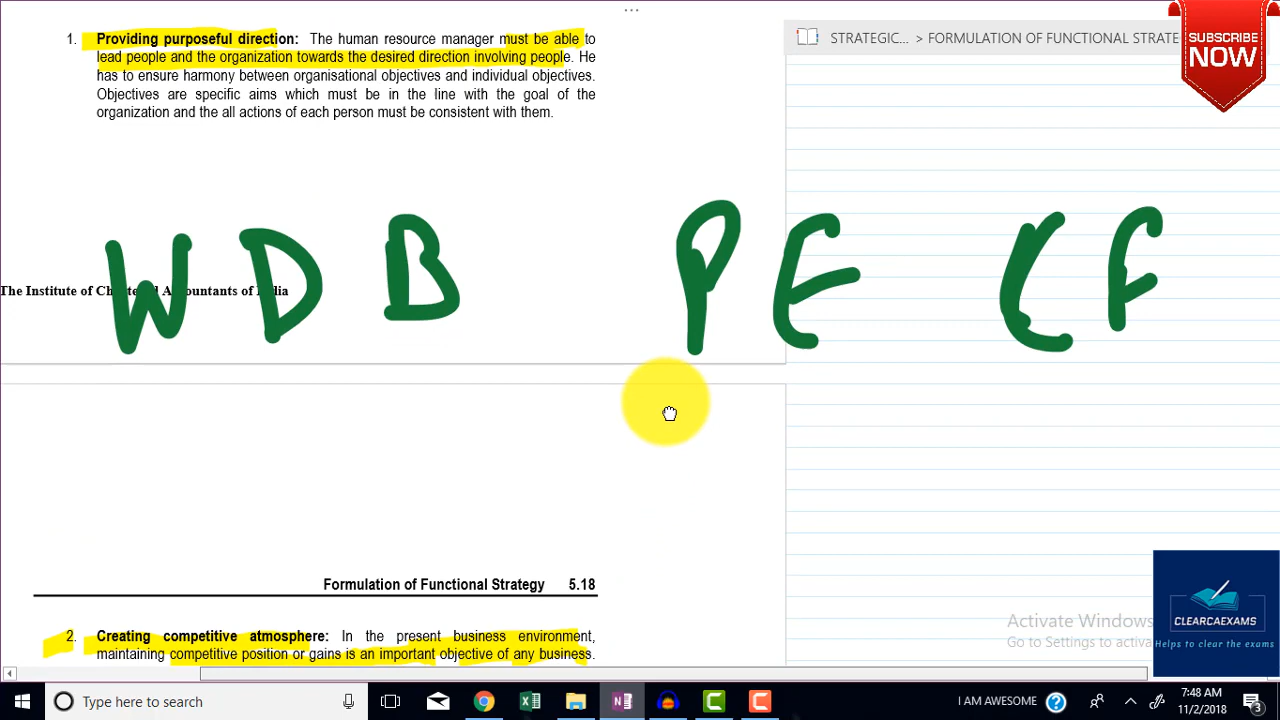 1. Providing purposeful direction: The human resource manager must be able to
lead people and the organization towards the desired direction involving people. He
has to ensure harmony between organisational objectives and individual objectives.
Objectives are specific aims which must be in the line with the goal of the
organization and the all actions of each person must be consistent with them.
STRATEGIC... > FORMULATION OF FUNCTIONAL STRATE
SUBSCRIBE
NOW
W D B P E C F
The Institute of Chartered Accountants of India
Formulation of Functional Strategy 5.18
2. Creating competitive atmosphere: In the present business environment,
maintaining competitive position or gains is an important objective of any business.
Activate Windows
Go to Settings to activa
CLEARCAEXAMS
Helps to clear the exams
Type here to search
I AM AWESOME
7:48 AM
11/2/2018
3